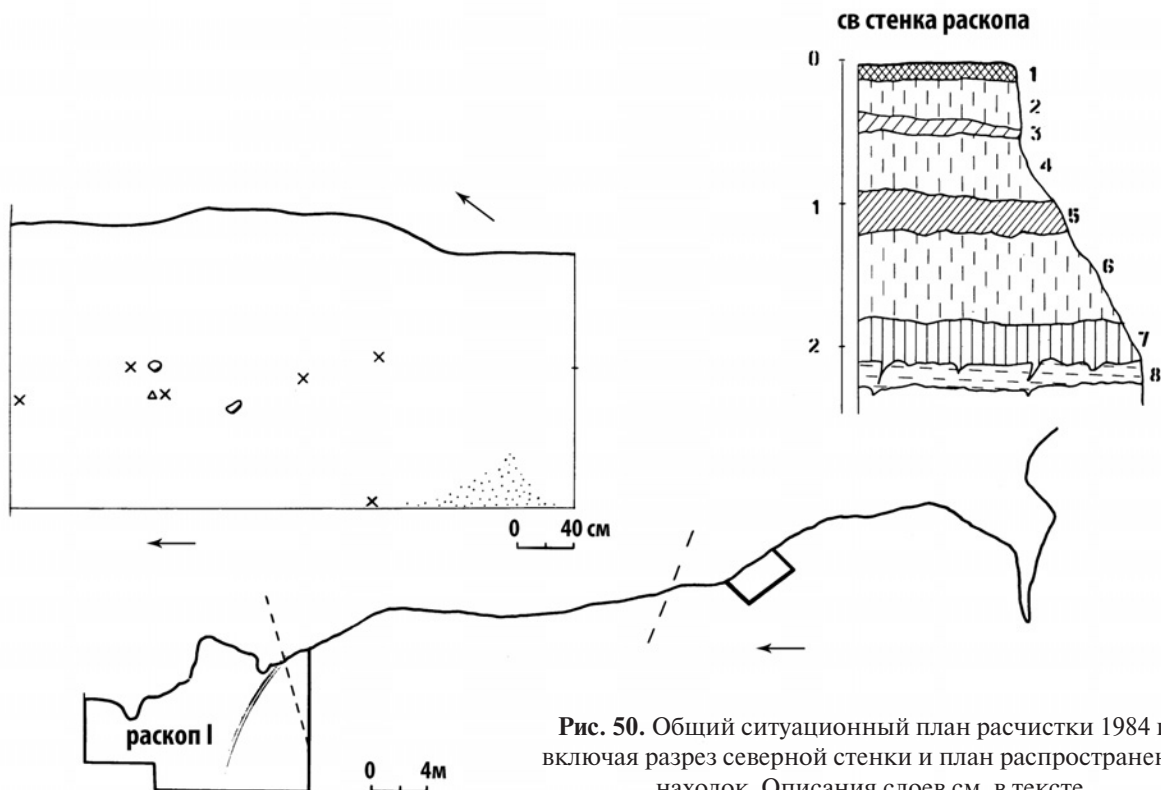 св стенка раскопа
0
1
2
1
2
3
4
5
6
7
8
0 40 см
раскоп I
0 4м
Рис. 50. Общий ситуационный план расчистки 1984
включая разрез северной стенки и план
находок. Описания слоев см. в тексте